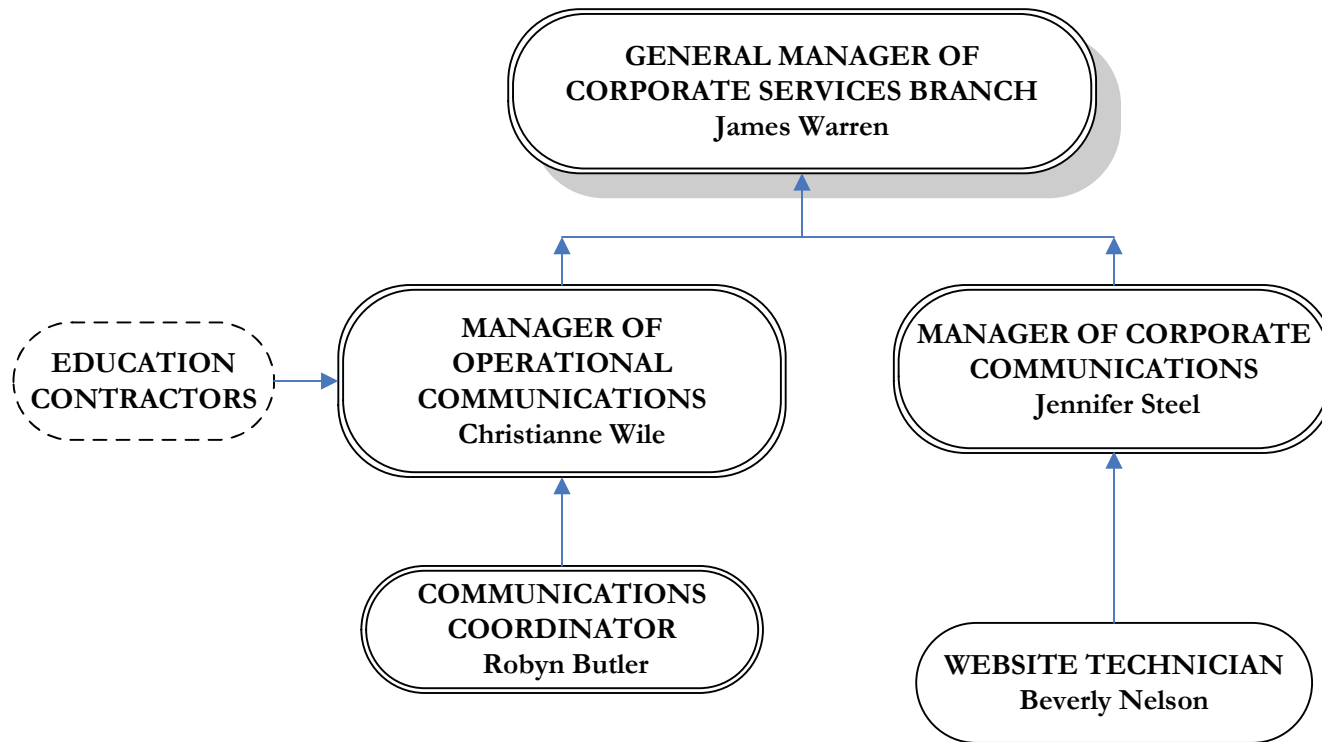 GENERAL MANAGER OF
CORPORATE SERVICES BRANCH
James Warren
MANAGER OF
OPERATIONAL
COMMUNICATIONS
Christianne Wile
MANAGER OF CORPORATE
COMMUNICATIONS
Jennifer Steel
EDUCATION
CONTRACTORS
COMMUNICATIONS
COORDINATOR
Robyn Butler
WEBSITE TECHNICIAN
Beverly Nelson